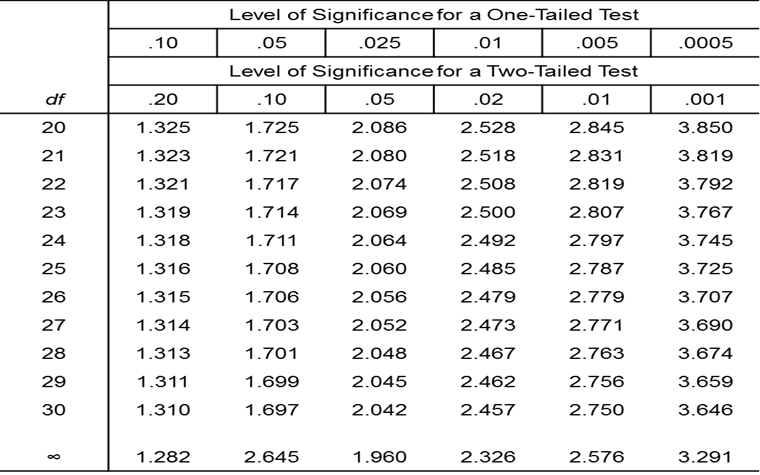 Level of Significance for a One-Tailed Test
.10 .05 .025 .01 .005 .0005
Level of Significance for a Two-Tailed Test
df .20 .10 .05 .02 .01 .001
20 1.325 1.725 2.086 2.528 2.845 3.850
21 1.323 1.721 2.080 2.518 2.831 3.819
22 1.321 1.717 2.074 2.508 2.819 3.792
23 1.319 1.714 2.069 2.500 2.807 3.767
24 1.318 1.711 2.064 2.492 2.797 3.745
25 1.316 1.708 2.060 2.485 2.787 3.725
26 1.315 1.706 2.056 2.479 2.779 3.707
27 1.314 1.703 2.052 2.473 2.771 3.690
28 1.313 1.701 2.048 2.467 2.763 3.674
29 1.311 1.699 2.045 2.462 2.756 3.659
30 1.310 1.697 2.042 2.457 2.750 3.646
∞ 1.282 2.645 1.960 2.326 2.576 3.291